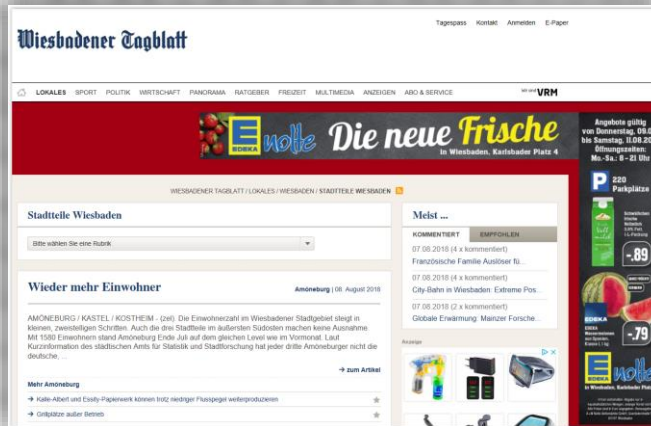 Tagespass Kontakt Anmelden E-Paper
Wiesbadener Tagblatt
LOKALES SPORT POLITIK WIRTSCHAFT PANORAMA RATGEBER FREIZEIT MULTIMEDIA ANZEIGEN ABO & SERVICE
VRM
EDEKA nolte Die neue Frische
in Wiesbaden, Karlsbader Platz 4
Angebote gültig
von Donnerstag, 09.0
bis Samstag, 11.08.20
Öffnungszeiten:
Mo.-Sa.: 8-21 Uhr
P 220
Parkplätze
-.89
-.79
EDEKA
nolte
WIESBADENER TAGBLATT / LOKALES / WIESBADEN / STADTTEILE WIESBADEN
Stadtteile Wiesbaden
Bitte wählen Sie eine Rubrik
Wieder mehr Einwohner
Amöneburg | 08. August 2018
AMÖNEBURG / KASTEL / KOSTHEIM - (zel). Die Einwohnerzahl im Wiesbadener Stadtgebiet steigt in
kleinen, zweistelligen Schritten. Auch die drei Stadtteile im äußersten Südosten machen keine Ausnahme.
Mit 1580 Einwohnern stand Amöneburg Ende Juli auf dem gleichen Level wie im Vormonat. Laut
Kurzinformation des städtischen Amts für Statistik und Stadtforschung hat jeder dritte Amöneburger nicht die
deutsche, ...
→ zum Artikel
Mehr Amöneburg
→ Kalle-Albert und Essity-Papierwerk können trotz niedriger Flusspegel weiterproduzieren
→ Grillplätze außer Betrieb
Meist ...
KOMMENTIERT EMPFOHLEN
07.08.2018 (4 x kommentiert)
Französische Familie Auslöser fü...
07.08.2018 (4 x kommentiert)
City-Bahn in Wiesbaden: Extreme Pos...
07.08.2018 (2 x kommentiert)
Globale Erwärmung: Mainzer Forsche...
Anzeige